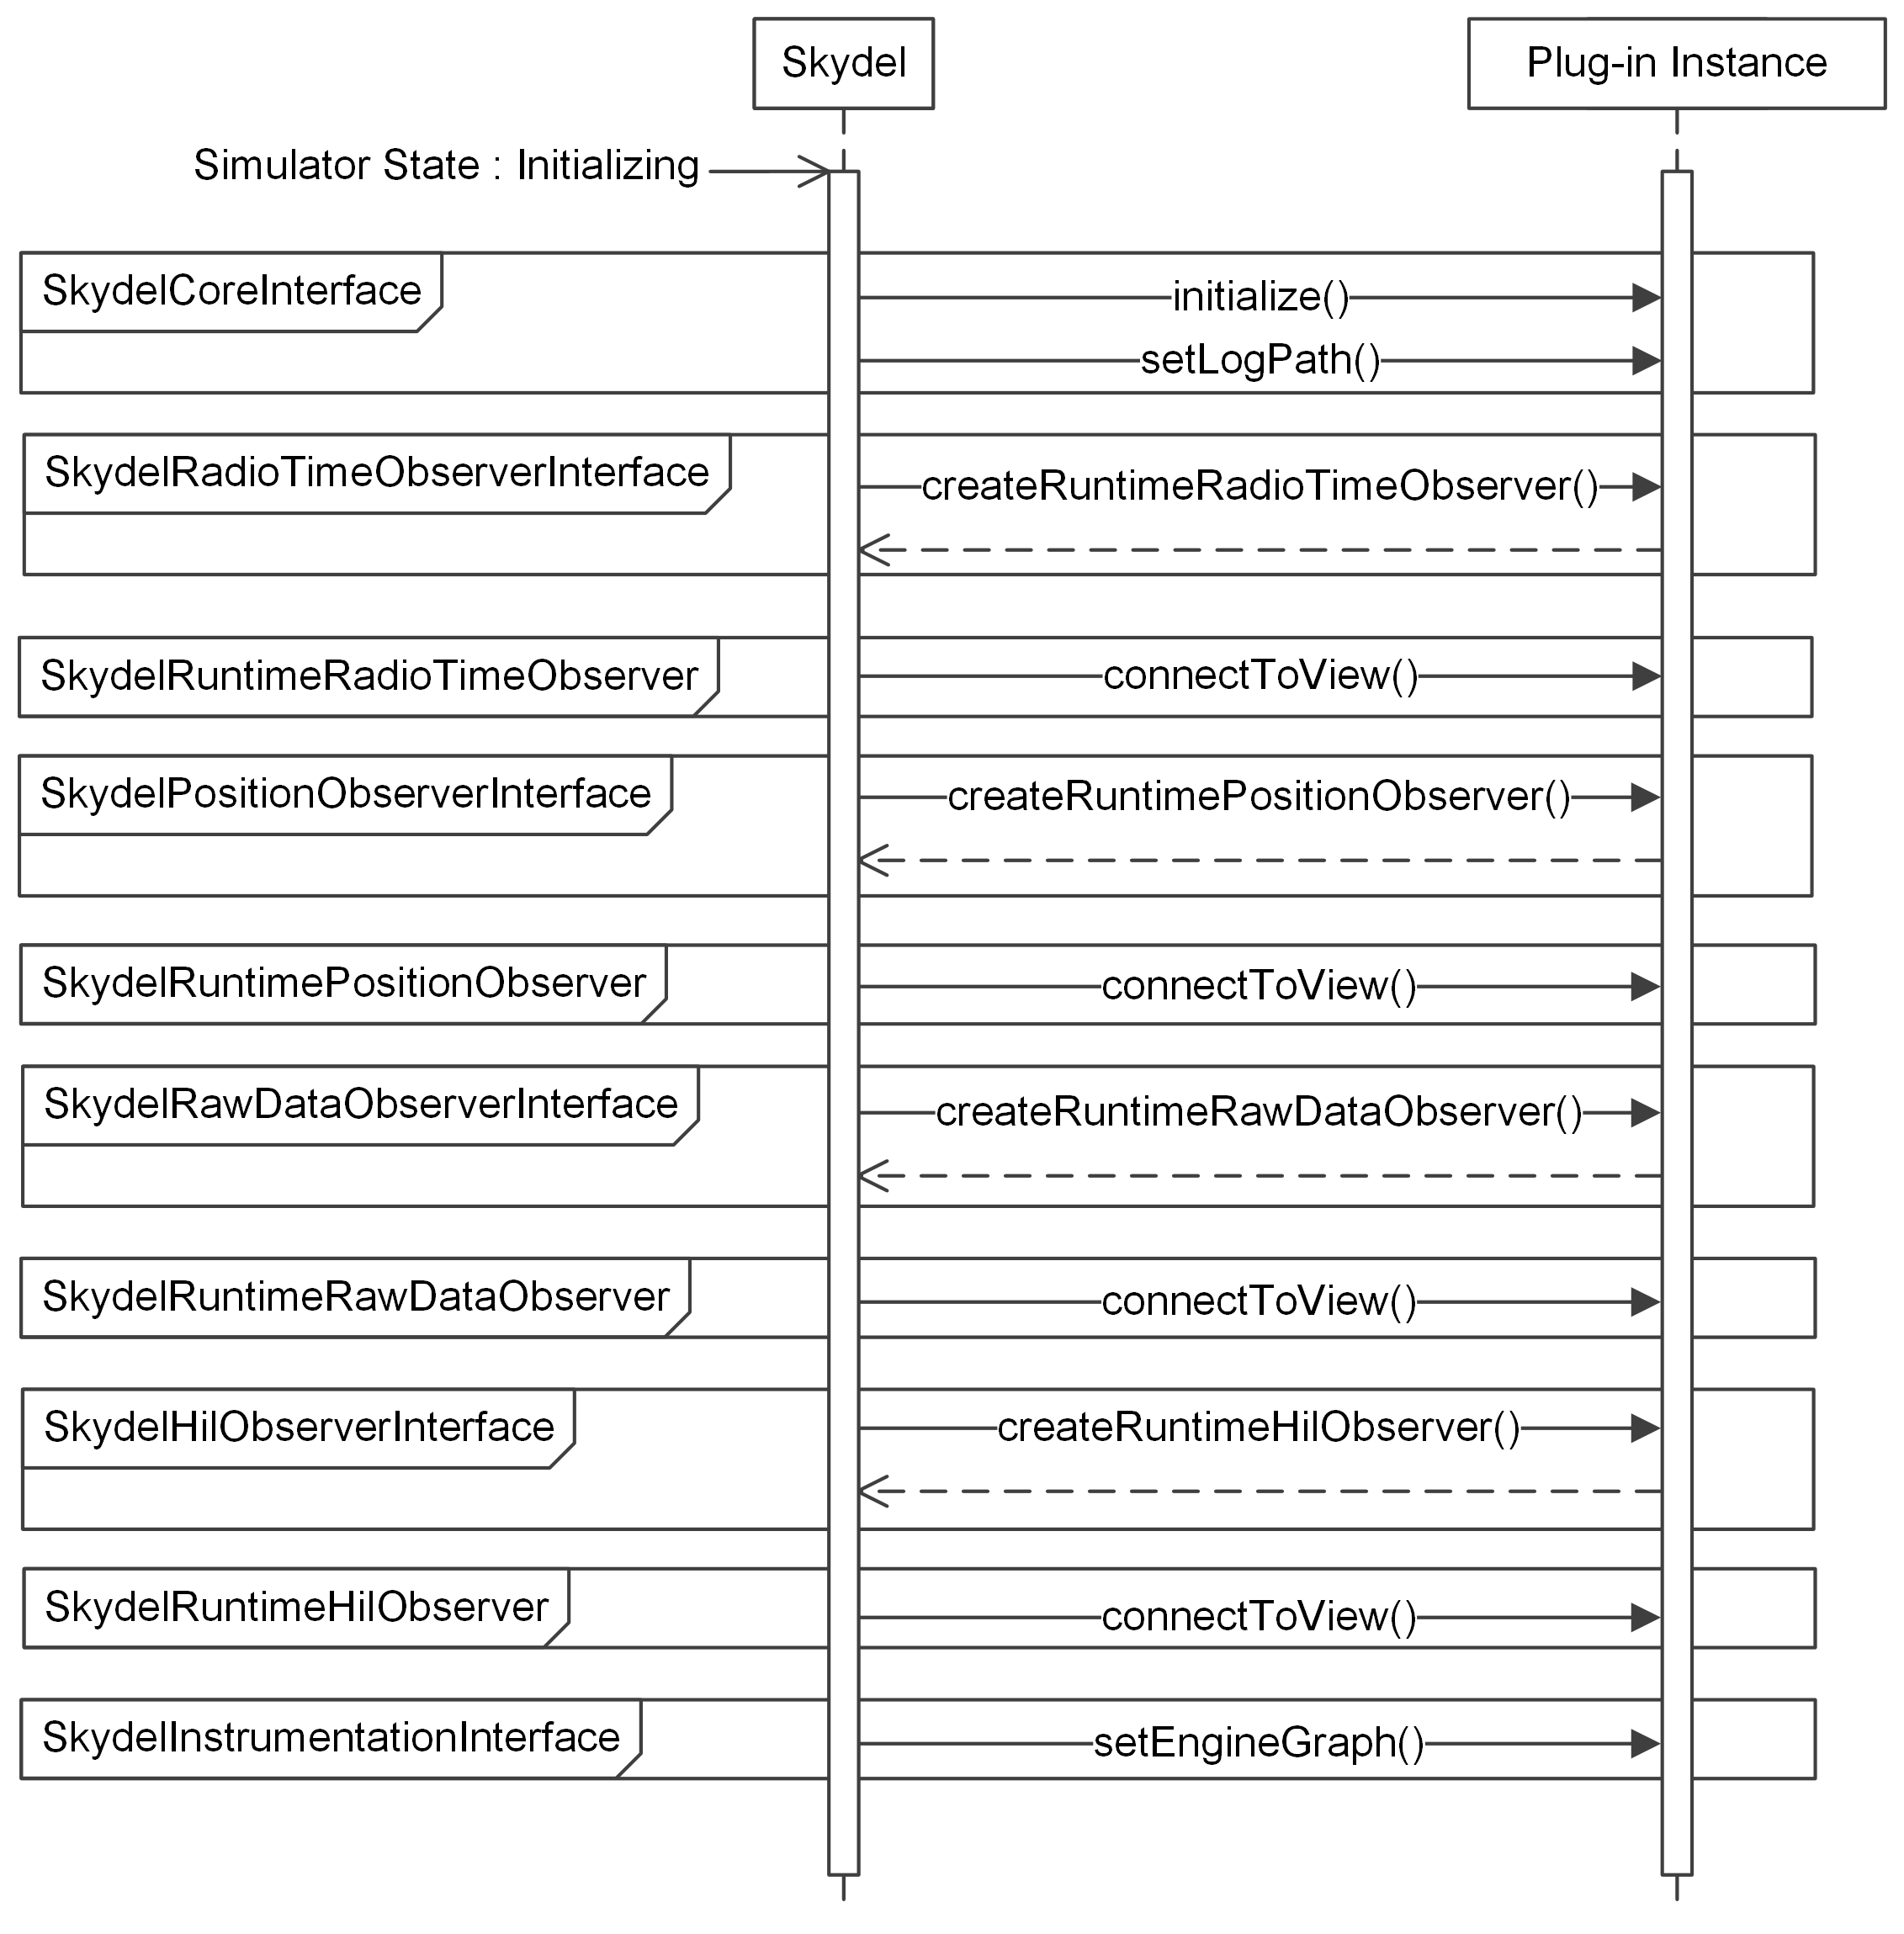 Skydel
Plug-in Instance
Simulator State : Initializing
SkydelCoreInterface
initialize()
setLogPath()
SkydelRadioTimeObserverInterface
createRuntimeRadioTimeObserver()
SkydelRuntimeRadioTimeObserver
connectToView()
SkydelPositionObserverInterface
createRuntimePositionObserver()
SkydelRuntimePositionObserver
connectToView()
SkydelRawDataObserverInterface
createRuntimeRawDataObserver()
SkydelRuntimeRawDataObserver
connectToView()
SkydelHilObserverInterface
createRuntimeHilObserver()
SkydelRuntimeHilObserver
connectToView()
SkydelInstrumentationInterface
setEngineGraph()